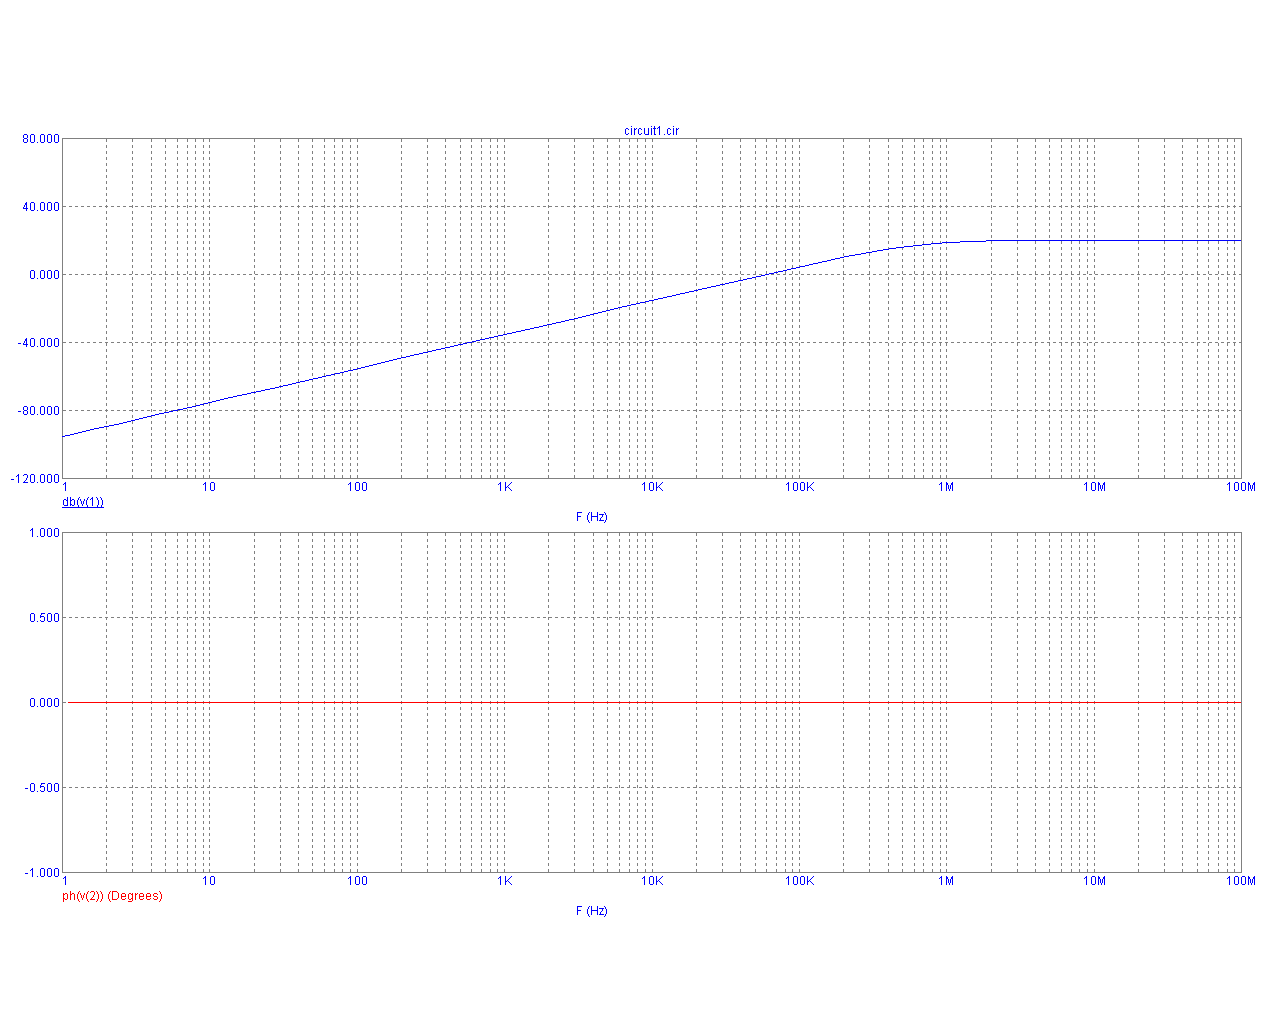 circuit1.cir
80.000
40.000
0.000
-40.000
-80.000
-120.000
1 10 100 1K 10K 100K 1M 10M 100M
db(v(1))
F (Hz)
1.000
0.500
0.000
-0.500
-1.000
1 10 100 1K 10K 100K 1M 10M 100M
ph(v(2)) (Degrees)
F (Hz)